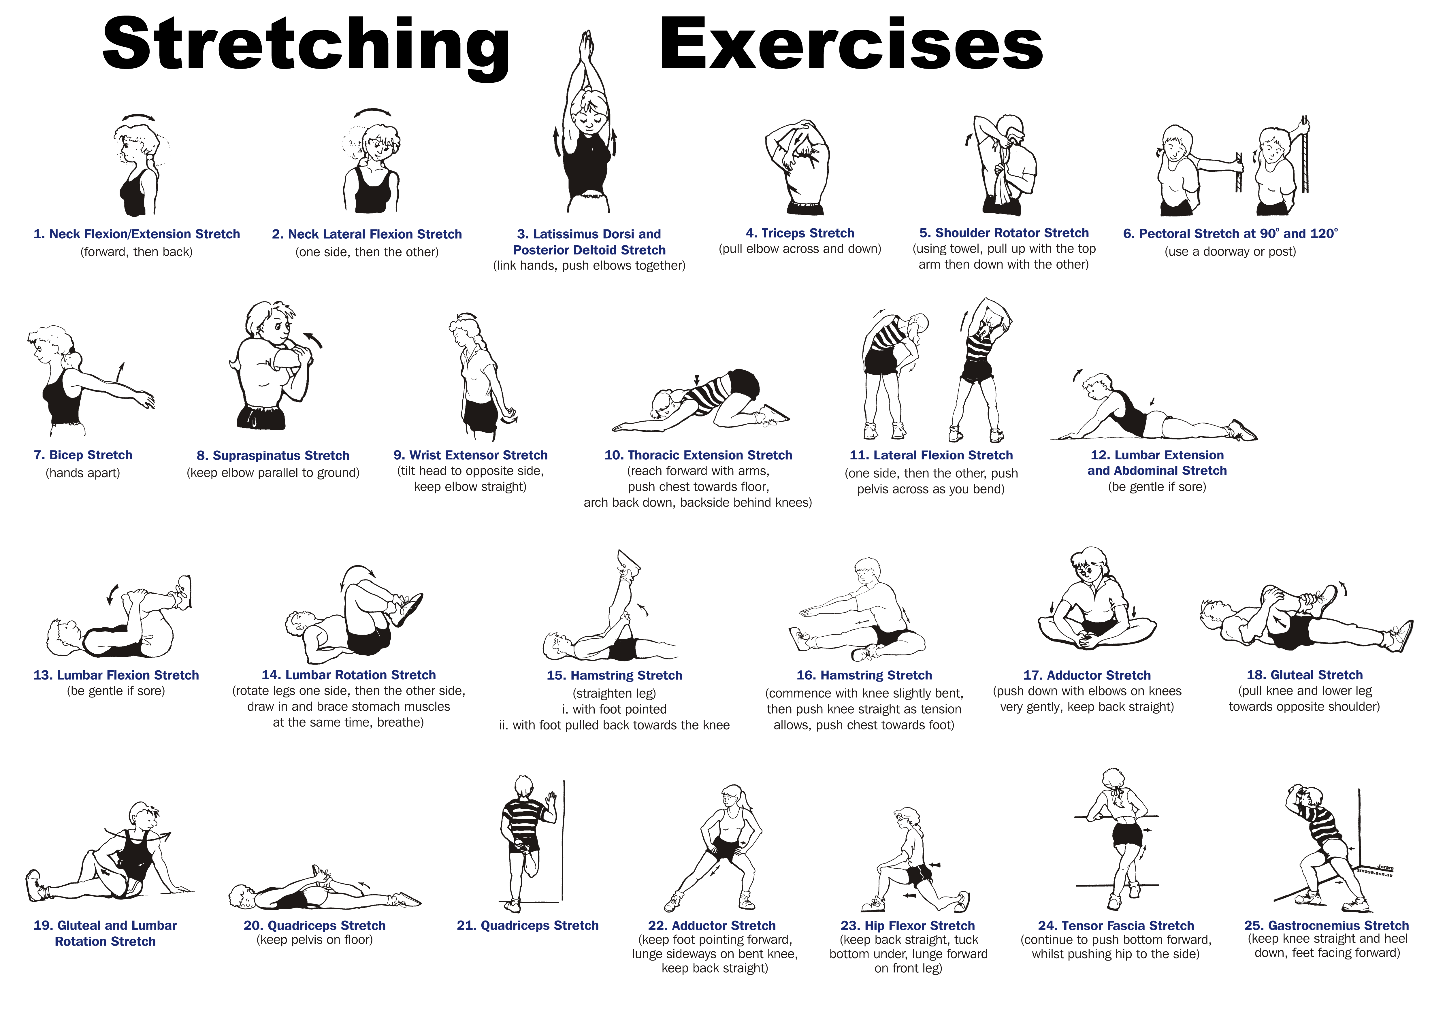 Stretching Exercises
1. Neck Flexion/Extension Stretch
(forward, then back)
2. Neck Lateral Flexion Stretch
(one side, then the other)
3. Latissimus Dorsi and
Posterior Deltoid Stretch
(link hands, push elbows together)
4. Triceps Stretch
(pull elbow across and down)
5. Shoulder Rotator Stretch
(using towel, pull up with the top
arm then down with the other)
6. Pectoral Stretch at 90° and 120°
(use a doorway or post)
7. Bicep Stretch
(hands apart)
8. Supraspinatus Stretch
(keep elbow parallel to ground)
9. Wrist Extensor Stretch
(tilt head to opposite side,
keep elbow straight)
10. Thoracic Extension Stretch
(reach forward with arms,
push chest towards floor,
arch back down, backside behind knees)
11. Lateral Flexion Stretch
(one side, then the other, push
pelvis across as you bend)
12. Lumbar Extension
and Abdominal Stretch
(be gentle if sore)
13. Lumbar Flexion Stretch
(be gentle if sore)
14. Lumbar Rotation Stretch
(rotate legs one side, then the other side,
draw in and brace stomach muscles
at the same time, breathe)
15. Hamstring Stretch
(straighten leg)
i. with foot pointed
ii. with foot pulled back towards the knee
16. Hamstring Stretch
(commence with knee slightly bent,
then push knee straight as tension
allows, push chest towards foot)
17. Adductor Stretch
(push down with elbows on knees
very gently, keep back straight)
18. Gluteal Stretch
(pull knee and lower leg
towards opposite shoulder)
19. Gluteal and Lumbar
Rotation Stretch
20. Quadriceps Stretch
(keep pelvis on floor)
21. Quadriceps Stretch
22. Adductor Stretch
(keep foot pointing forward,
lunge sideways on bent knee,
keep back straight)
23. Hip Flexor Stretch
(keep back straight, tuck
bottom under, lunge forward
on front leg)
24. Tensor Fascia Stretch
(continue to push bottom forward,
whilst pushing hip to the side)
25. Gastrocnemius Stretch
(keep knee straight and heel
down, feet facing forward)